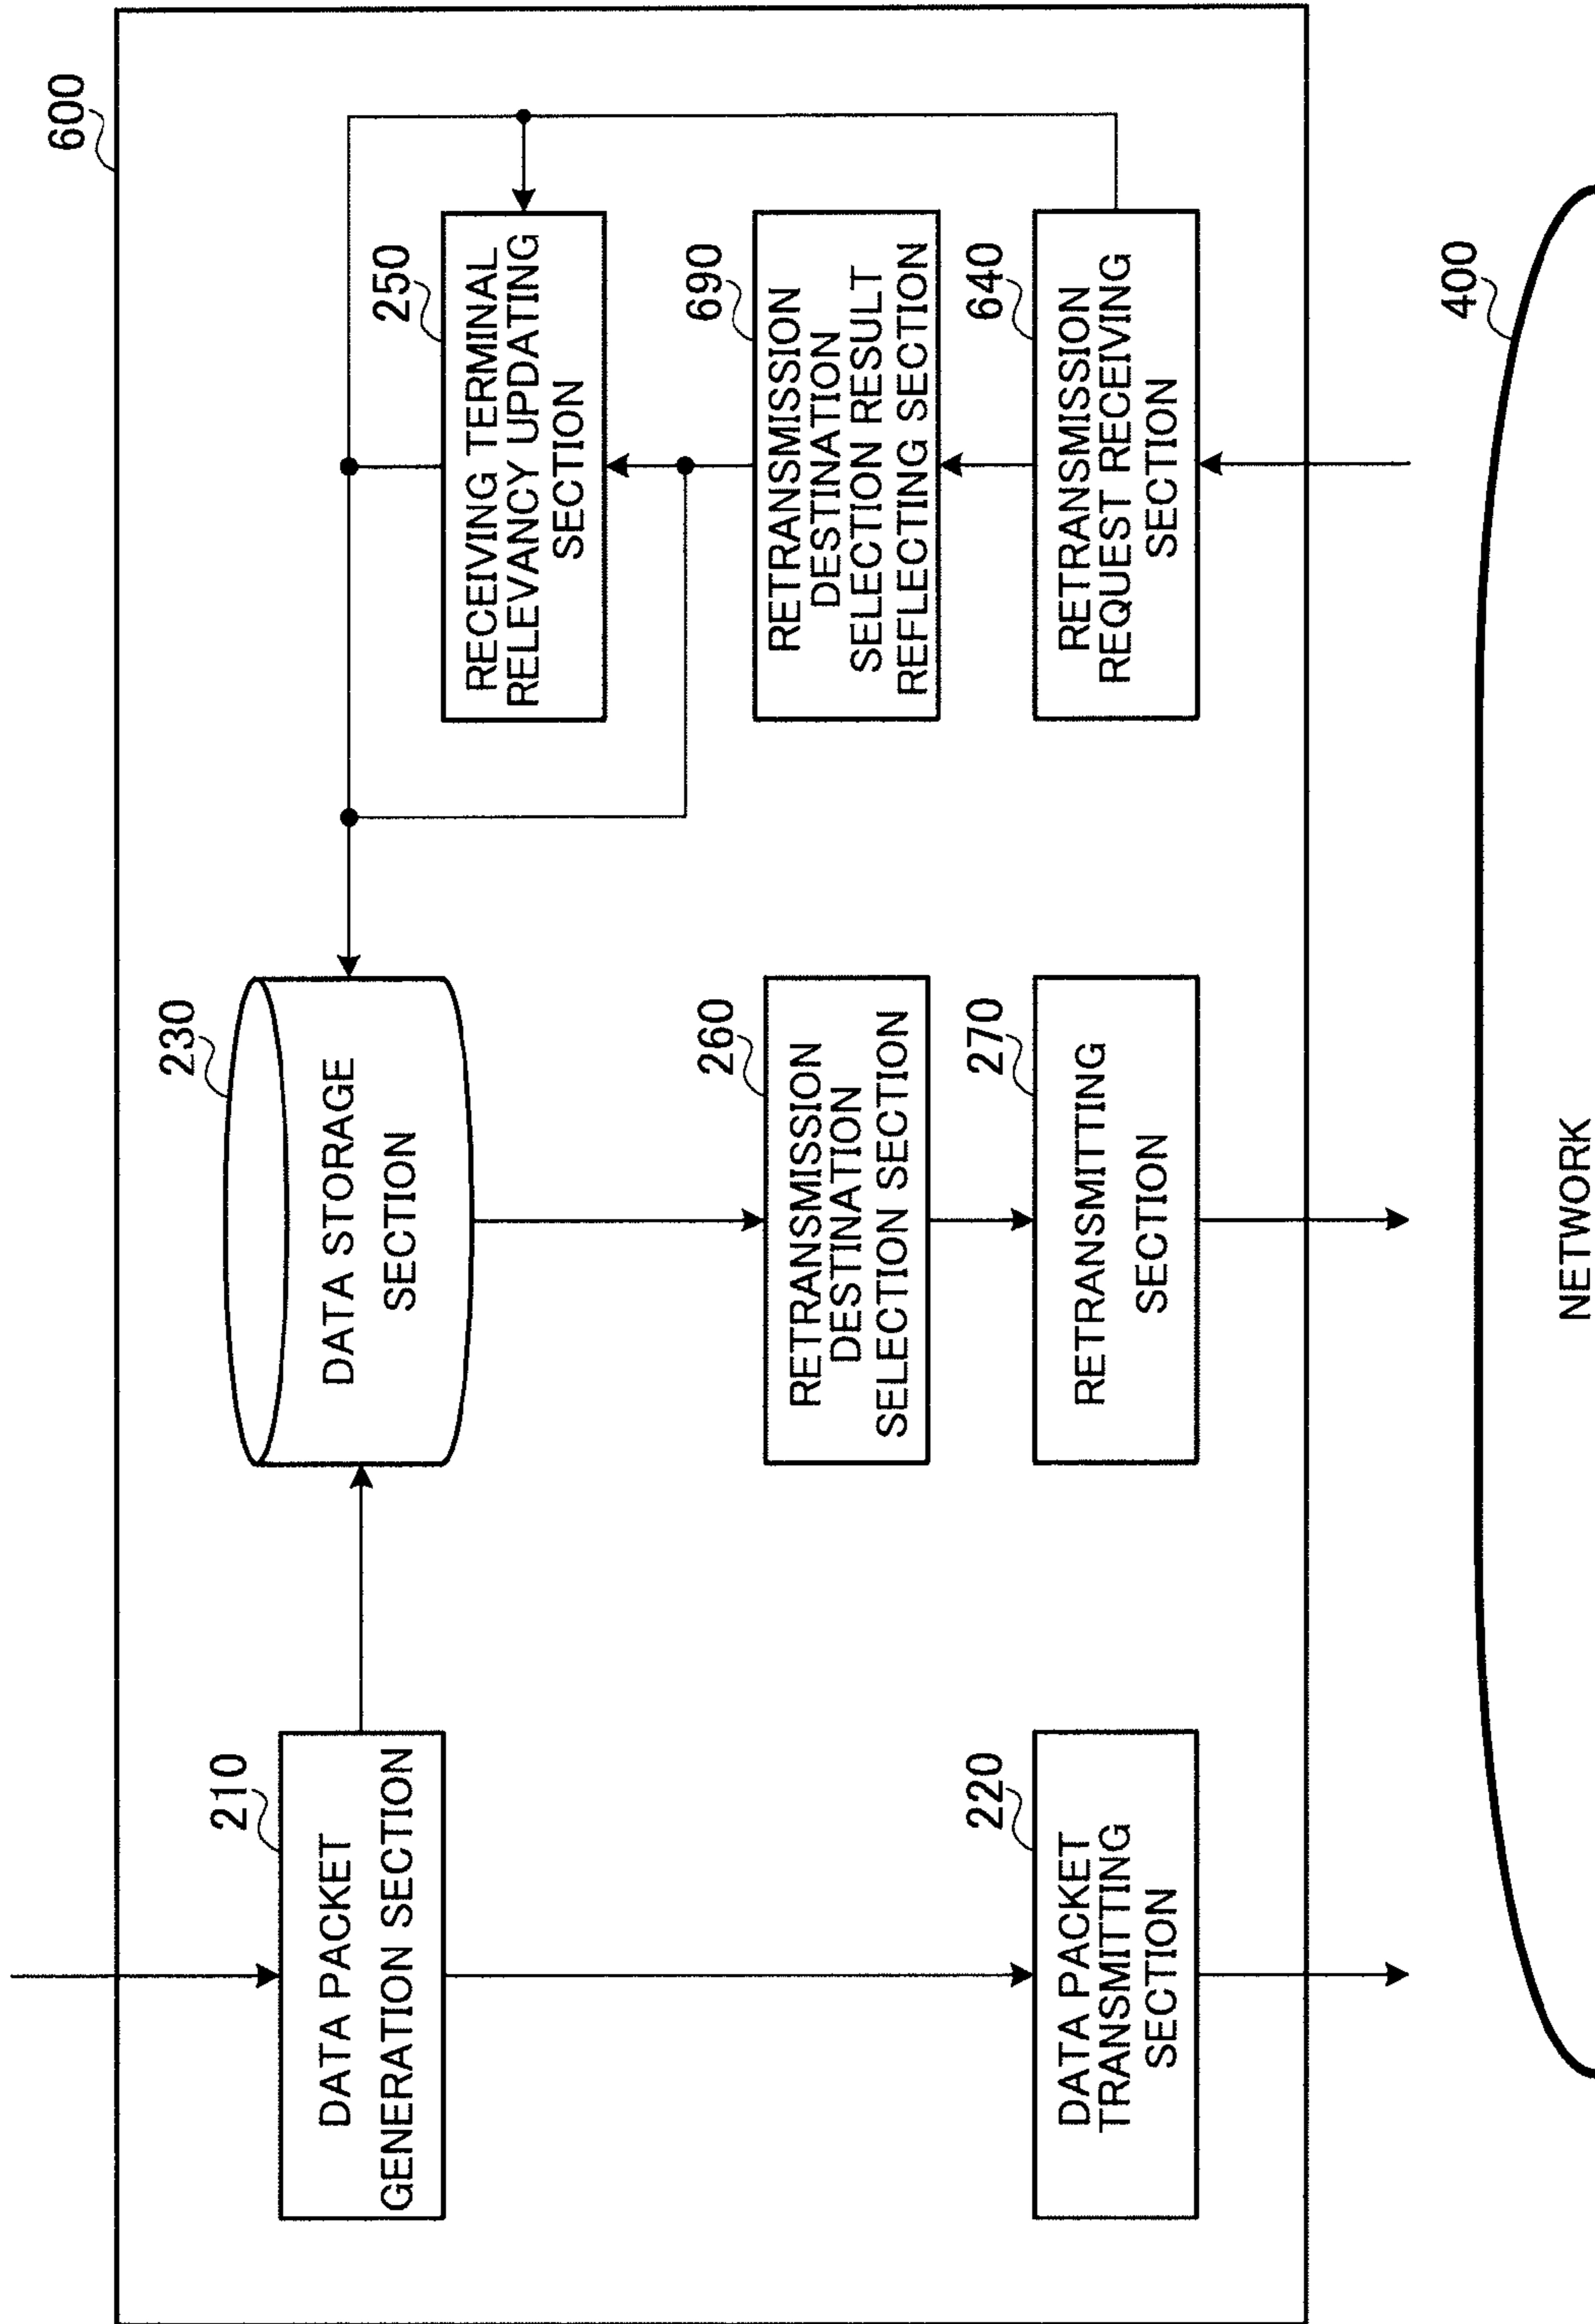 600
210
DATA PACKET
GENERATION SECTION
220
DATA PACKET
TRANSMITTING
SECTION
230
DATA STORAGE
SECTION
260
RETRANSMISSION
DESTINATION
SELECTION SECTION
270
RETRANSMITTING
SECTION
250
RECEIVING TERMINAL
RELEVANCY UPDATING
SECTION
690
RETRANSMISSION
DESTINATION
SELECTION RESULT
REFLECTING SECTION
640
RETRANSMISSION
REQUEST RECEIVING
SECTION
400
NETWORK